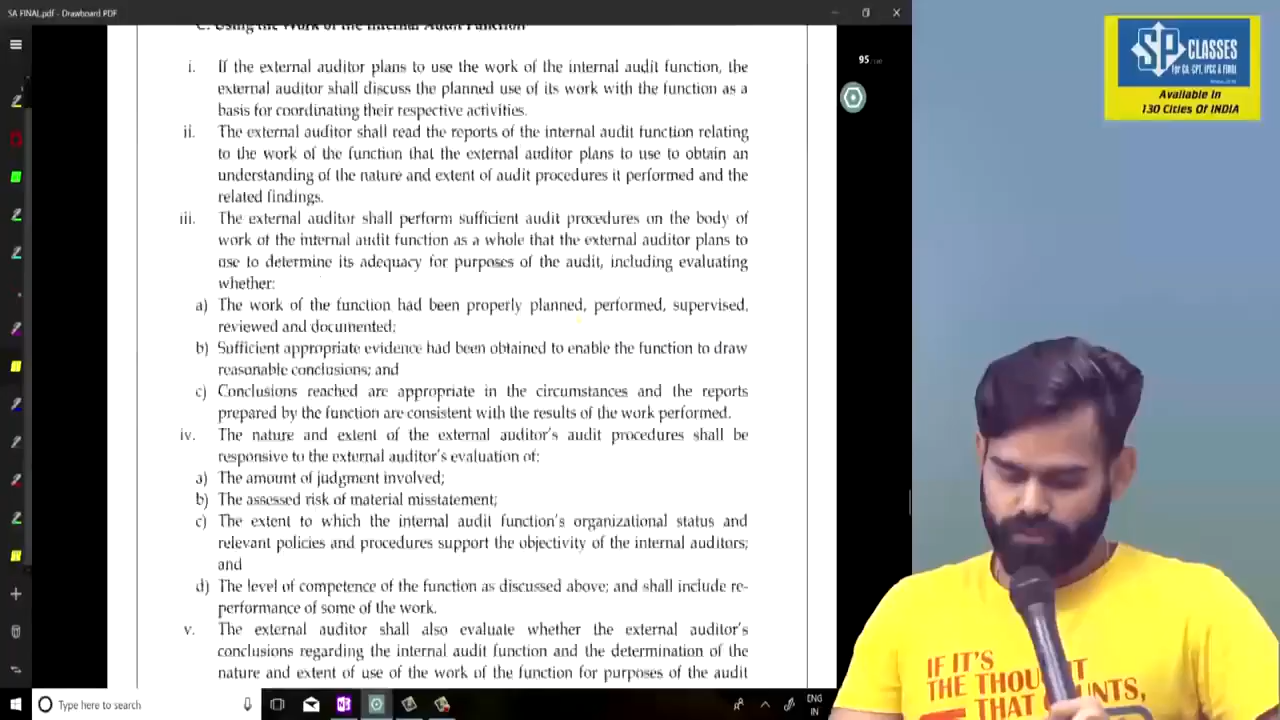 SA FINAL.pdf - Drawboard PDF
C. Using the Work of the Internal Audit Function
95
i. If the external auditor plans to use the work of the internal audit function, the
external auditor shall discuss the planned use of its work with the function as a
basis for coordinating their respective activities.
ii. The external auditor shall read the reports of the internal audit function relating
to the work of the function that the external auditor plans to use to obtain an
understanding of the nature and extent of audit procedures it performed and the
related findings.
iii. The external auditor shall perform sufficient audit procedures on the body of
work of the internal audit function as a whole that the external auditor plans to
use to determine its adequacy for purposes of the audit, including evaluating
whether:
a) The work of the function had been properly planned, performed, supervised,
reviewed and documented;
b) Sufficient appropriate evidence had been obtained to enable the function to draw
reasonable conclusions; and
c) Conclusions reached are appropriate in the circumstances and the reports
prepared by the function are consistent with the results of the work performed.
iv. The nature and extent of the external auditor's audit procedures shall be
responsive to the external auditor's evaluation of:
a) The amount of judgment involved;
b) The assessed risk of material misstatement;
c) The extent to which the internal audit function's organizational status and
relevant policies and procedures support the objectivity of the internal auditors;
and
d) The level of competence of the function as discussed above; and shall include re-
performance of some of the work.
v. The external auditor shall also evaluate whether the external auditor's
conclusions regarding the internal audit function and the determination of the
nature and extent of use of the work of the function for purposes of the audit
Type here to search
ENG
IN
SP CLASSES
For CA. CPT, IPCC & FINAL
Available In
130 Cities Of INDIA
IF IT'S
THE THOU T
THAT UNTS,